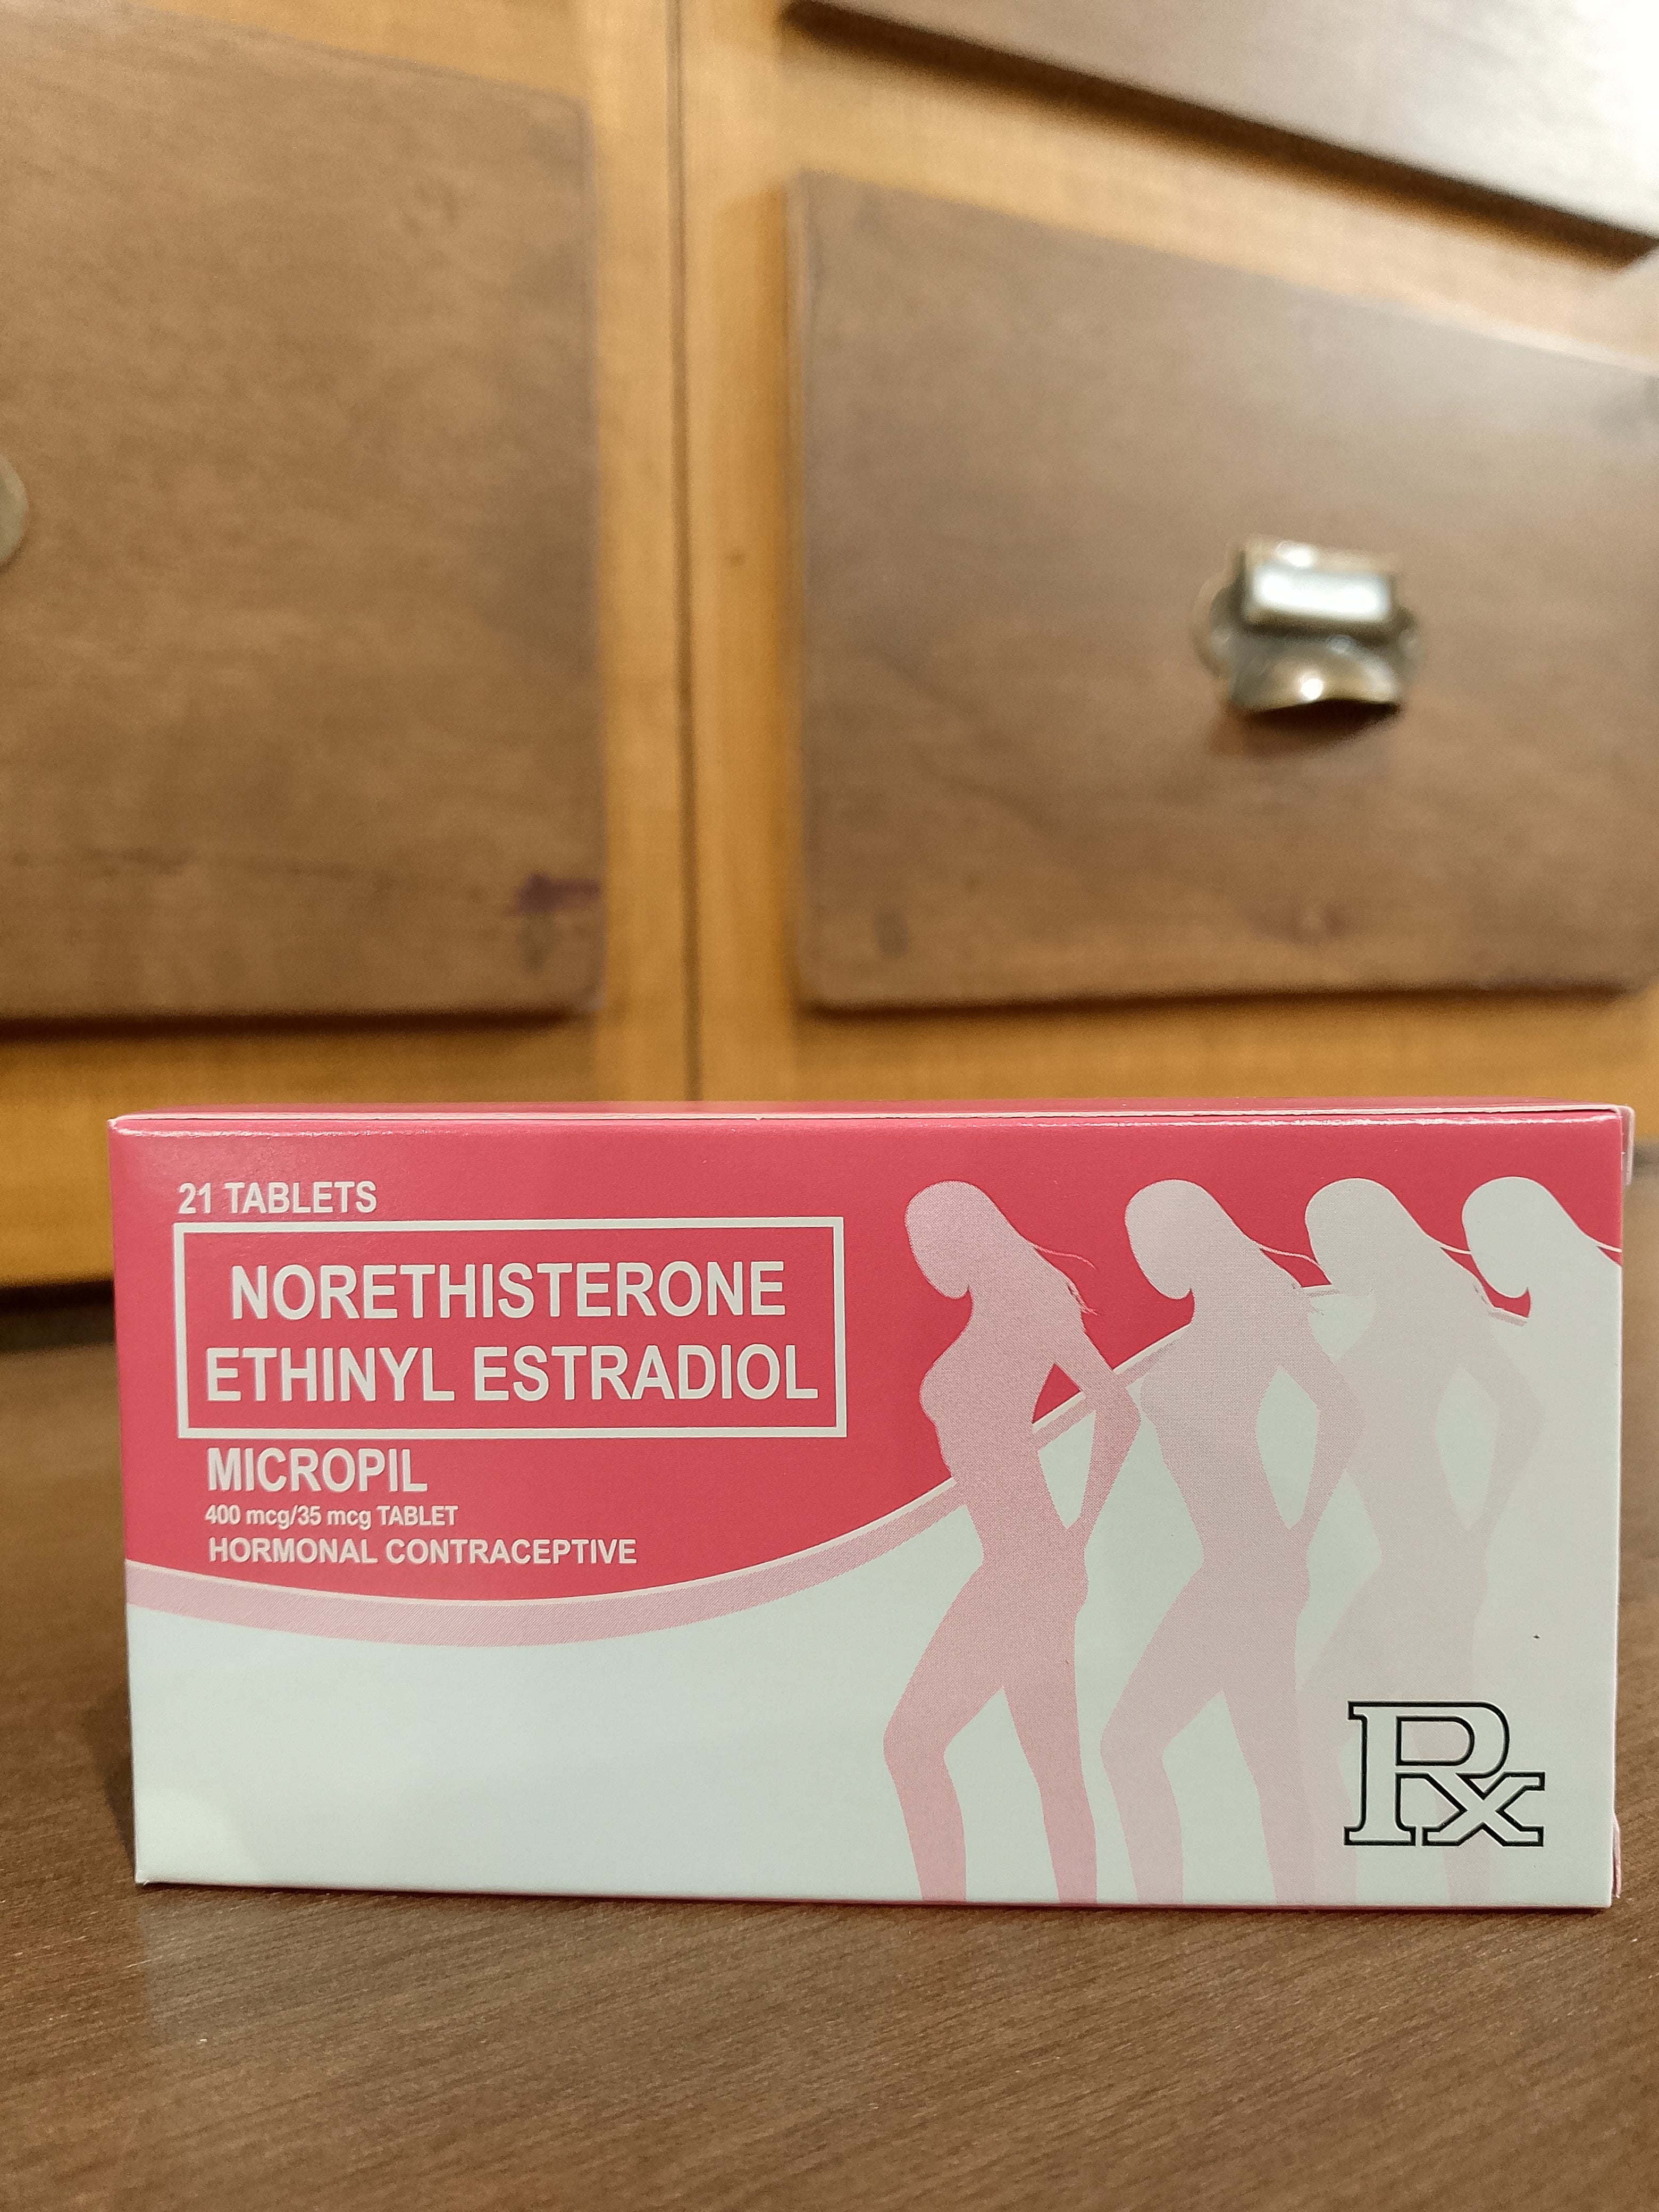 21 TABLETS
NORETHISTERONE
ETHINYL ESTRADIOL
MICROPIL
400 mcg/35 mcg TABLET
HORMONAL CONTRACEPTIVE
Rx